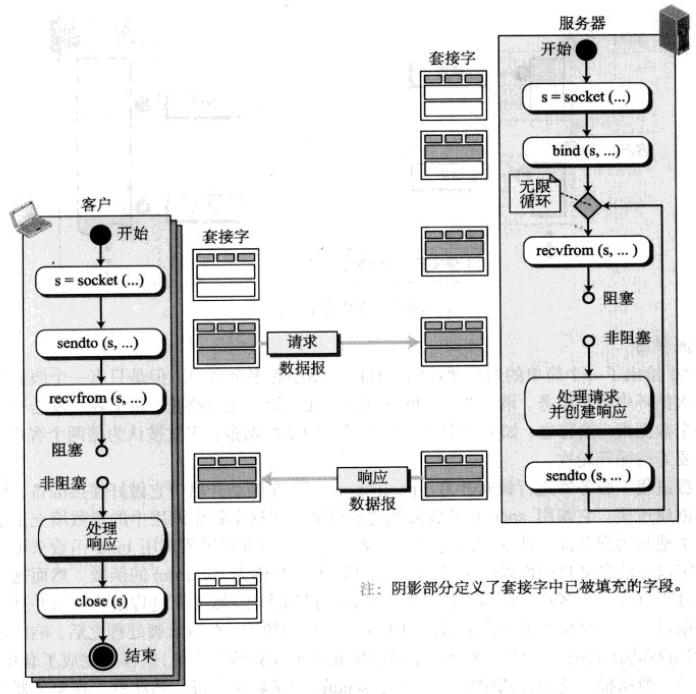 服务器
开始
套接字
s = socket (...)
bind (s, ...)
无限
循环
recvfrom (s, ... )
阻塞
非阻塞
处理请求
并创建响应
sendto (s, ... )
客户
开始
套接字
s = socket (...)
sendto (s, ...)
recvfrom (s, ...)
阻塞
非阻塞
处理
响应
close (s)
结束
请求
数据报
响应
数据报
注：阴影部分定义了套接字中已被填充的字段。